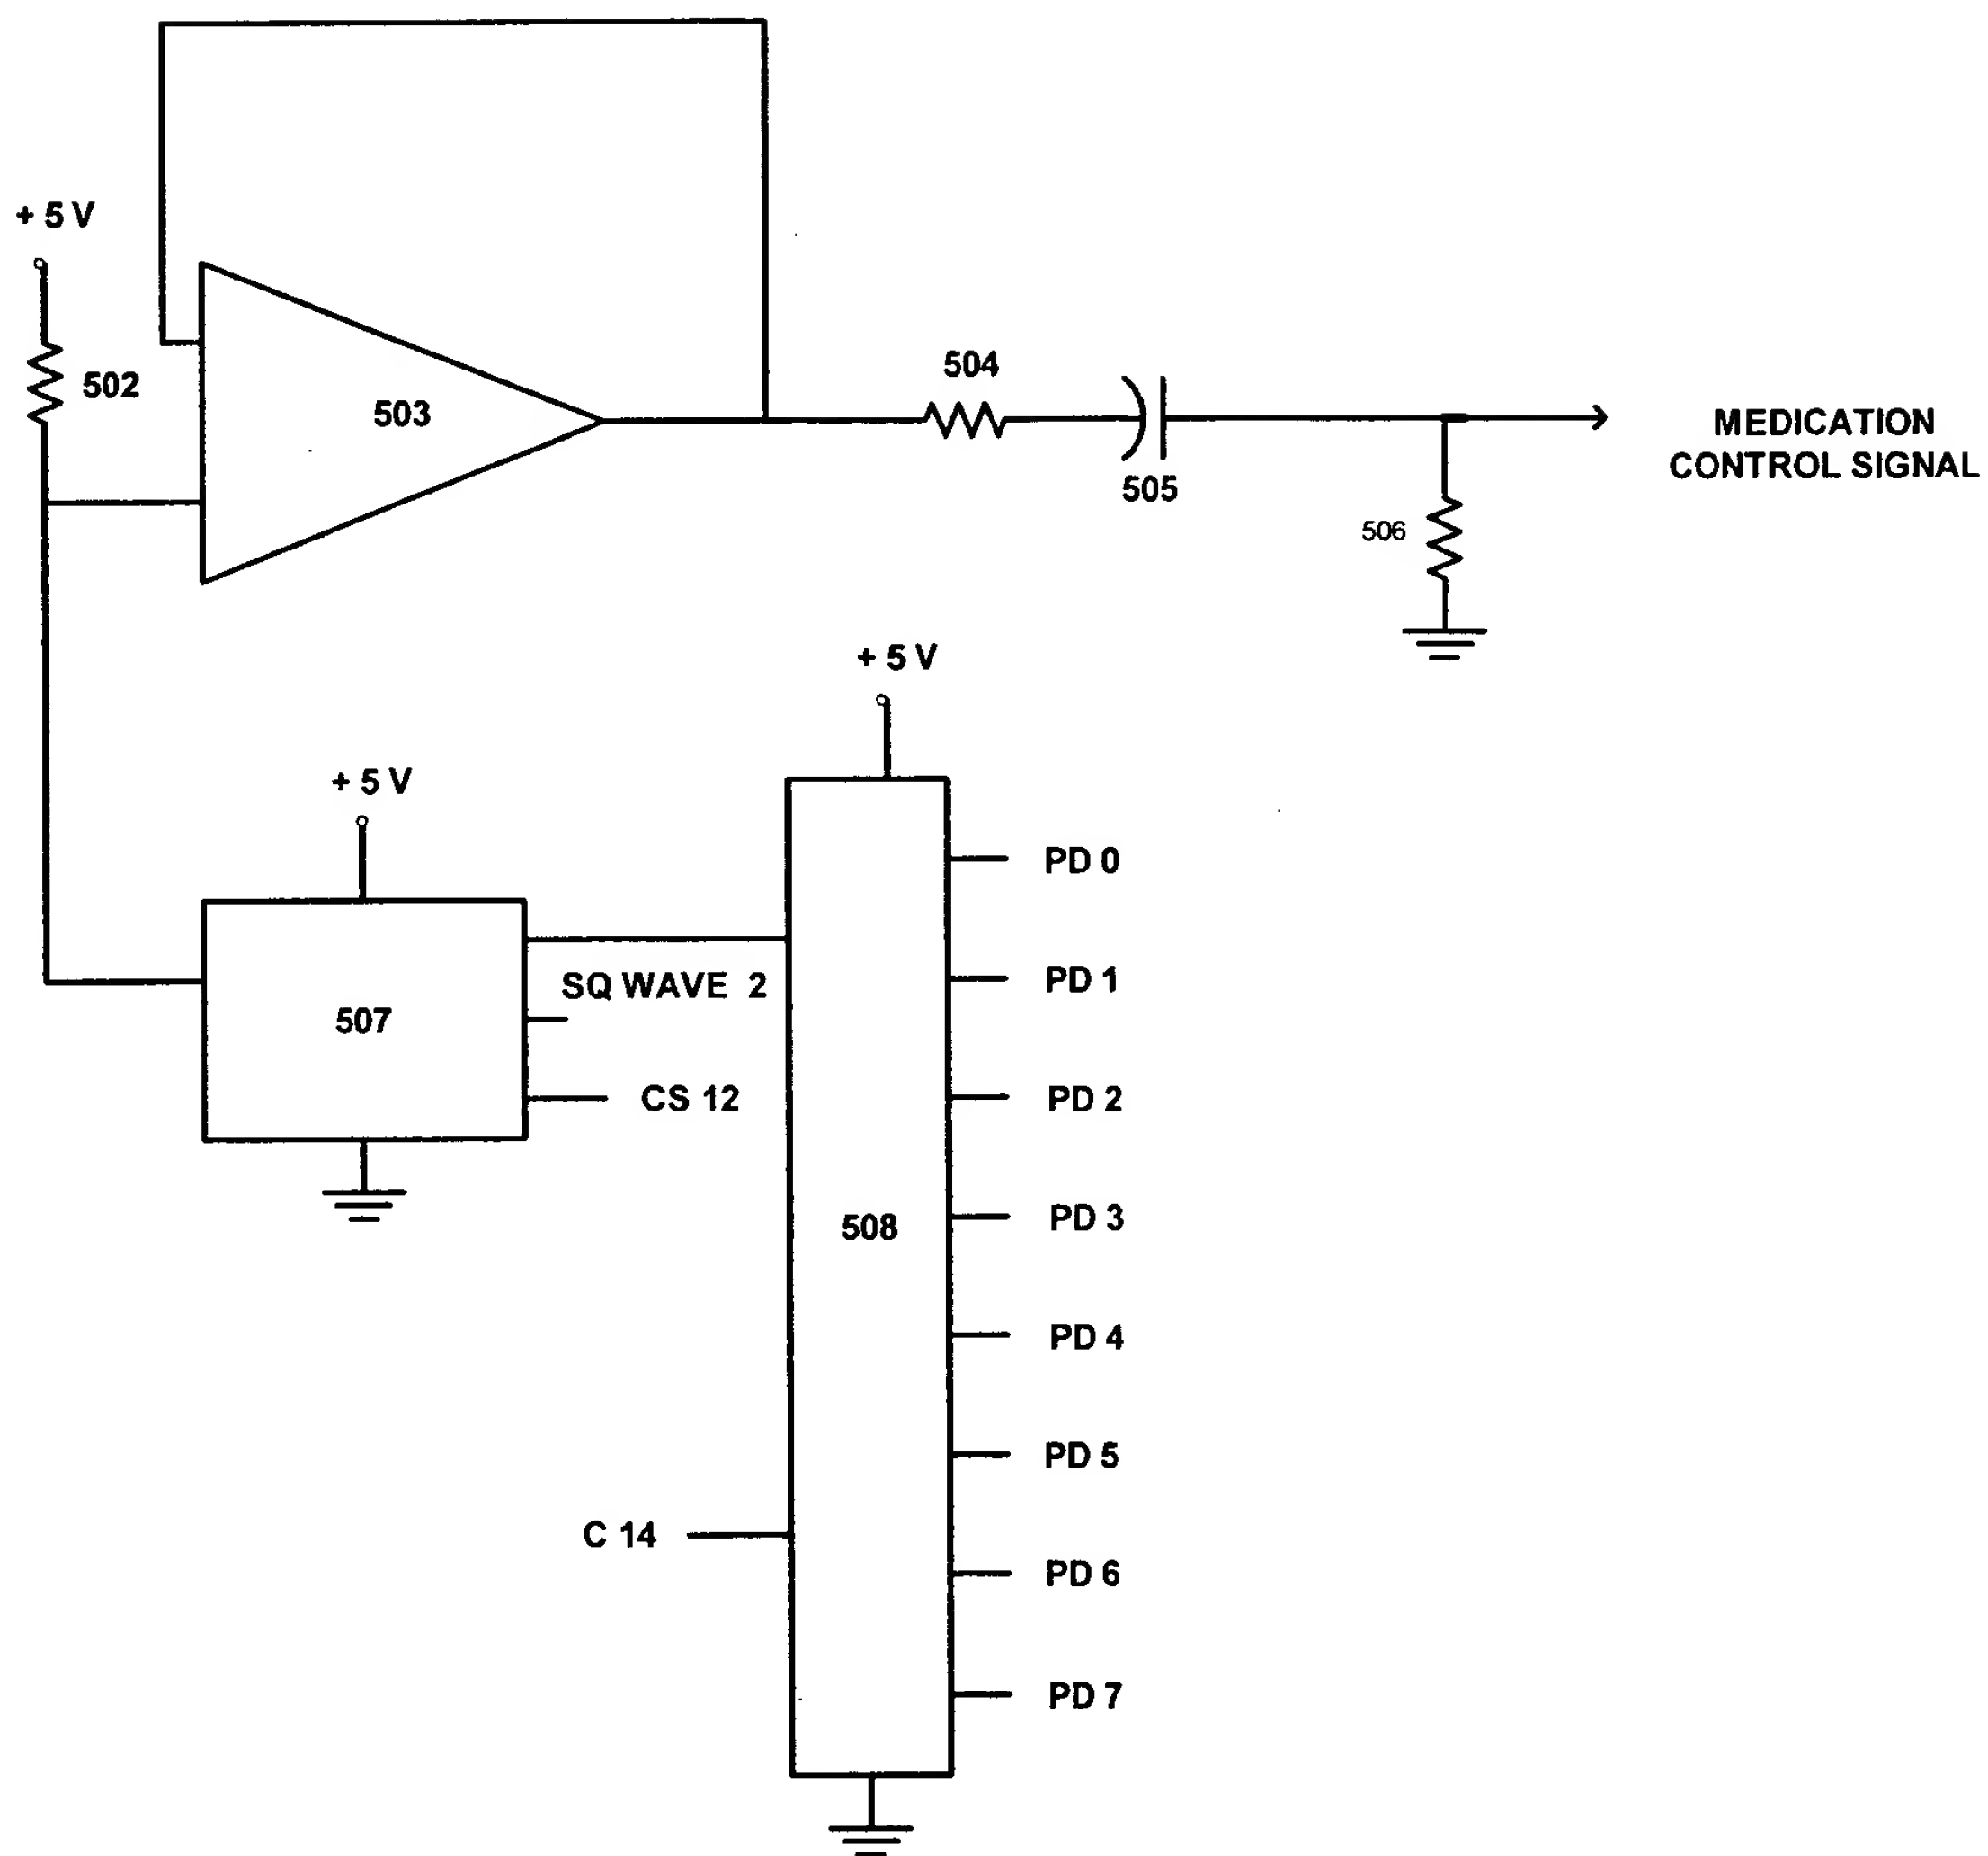 + 5 V
502
503
504
505
MEDICATION
CONTROL SIGNAL
506
+ 5 V
+ 5 V
PD 0
PD 1
SQ WAVE 2
507
CS 12
PD 2
PD 3
508
PD 4
PD 5
C 14
PD 6
PD 7